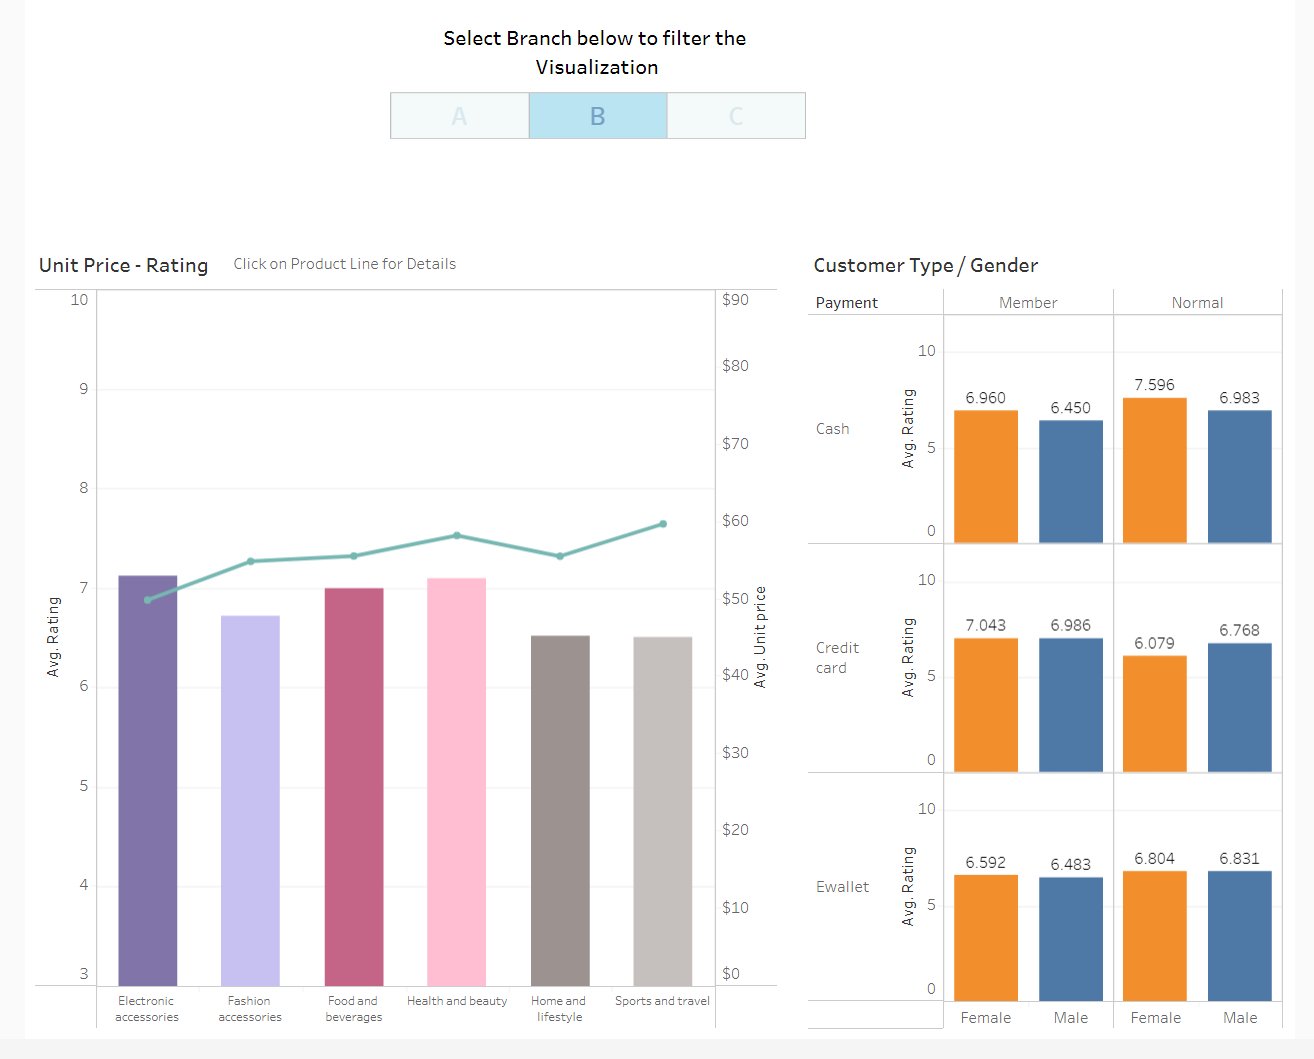 Select Branch below to filter the
Visualization
A B C
Unit Price - Rating Click on Product Line for Details
10
9
8
7
6
5
4
3
Avg. Rating
$90
$80
$70
$60
$50
$40
$30
$20
$10
$0
Avg. Unit price
Electronic
accessories
Fashion
accessories
Food and
beverages
Health and beauty
Home and
lifestyle
Sports and travel
Customer Type / Gender
Payment Member Normal
Cash
Avg. Rating
10
5
0
6.960 6.450 7.596 6.983
Credit
card
Avg. Rating
10
5
0
7.043 6.986 6.079 6.768
Ewallet
Avg. Rating
10
5
0
6.592 6.483 6.804 6.831
Female Male Female Male